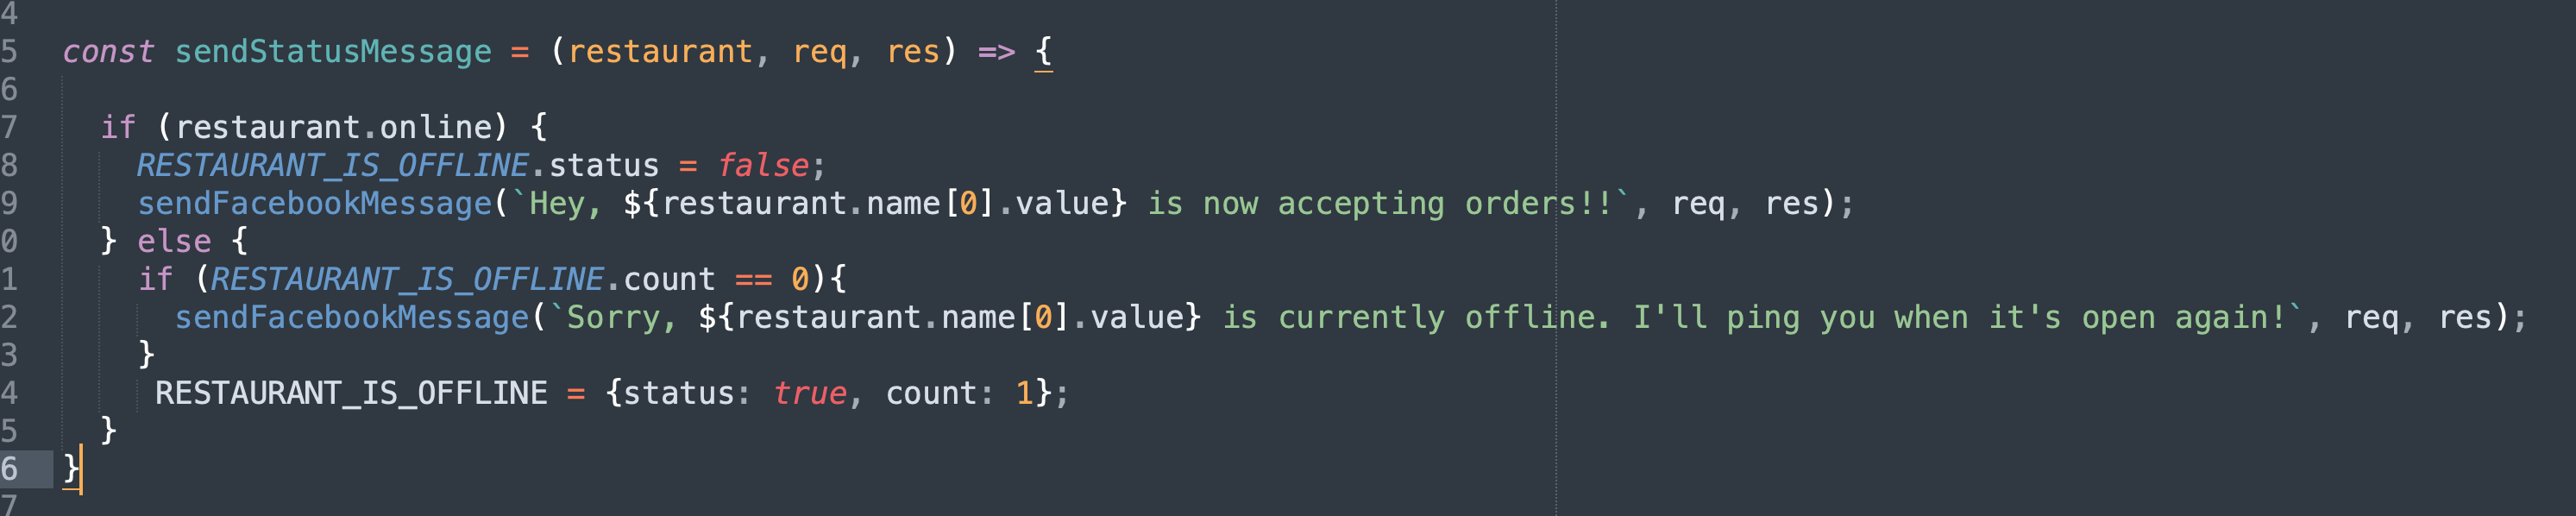 4
5 const sendStatusMessage = (restaurant, req, res) => {
6
7 if (restaurant.online) {
8 RESTAURANT_IS_OFFLINE.status = false;
9 sendFacebookMessage(`Hey, ${restaurant.name[0].value} is now accepting orders!!`, req, res);
0 } else {
1 if (RESTAURANT_IS_OFFLINE.count == 0){
2 sendFacebookMessage(`Sorry, ${restaurant.name[0].value} is currently offline. I'll ping you when it's open again!`, req, res);
3 }
4 RESTAURANT_IS_OFFLINE = {status: true, count: 1};
5 }
6 }
7